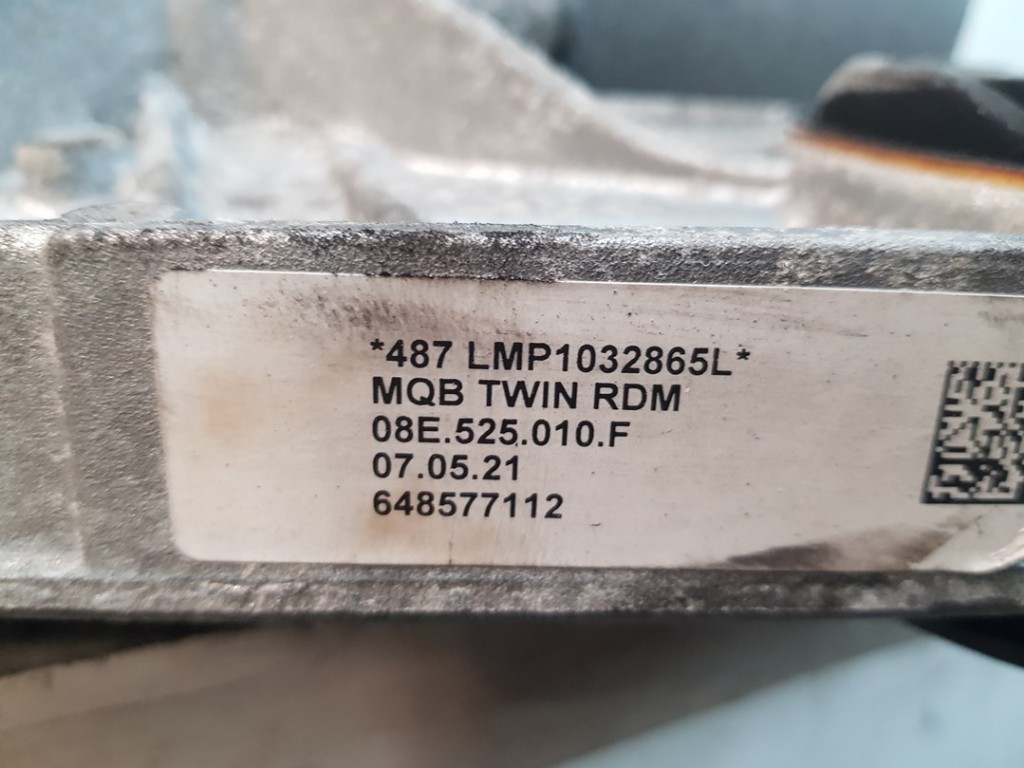 *487 LMP1032865L*
MQB TWIN RDM
08E.525.010.F
07.05.21
648577112